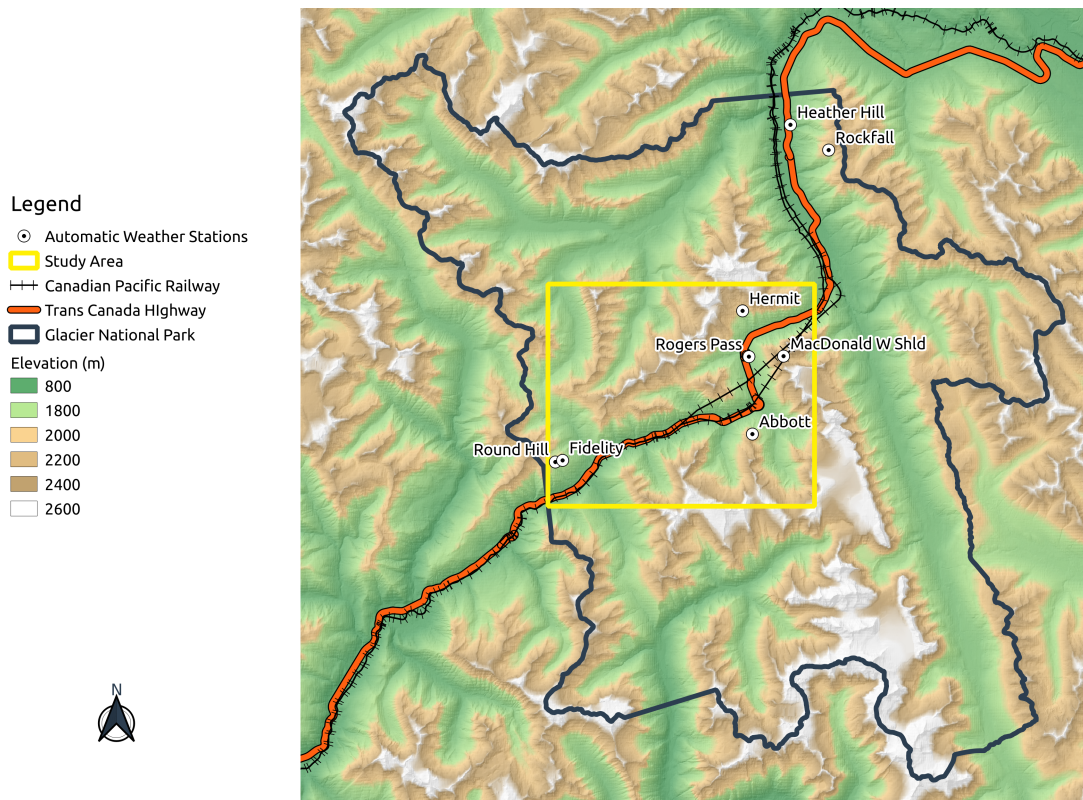 Legend
Automatic Weather Stations
Study Area
Canadian Pacific Railway
Trans Canada HIghway
Glacier National Park
Elevation (m)
800
1800
2000
2200
2400
2600
N
Heather Hill
Rockfall
Hermit
Rogers Pass
MacDonald W Shld
Abbott
Round Hill
Fidelity